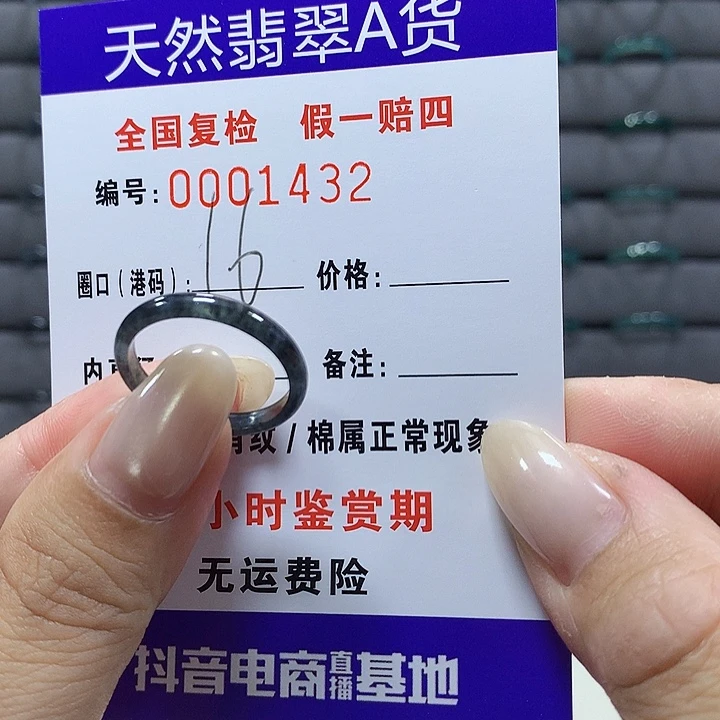 天然翡翠A货
全国复检 假一赔四
编号:0001432
圈口(港码):16 价格:
内 备注:
纹/棉属正常现象
小时鉴赏期
无运费险
抖音电商直播基地